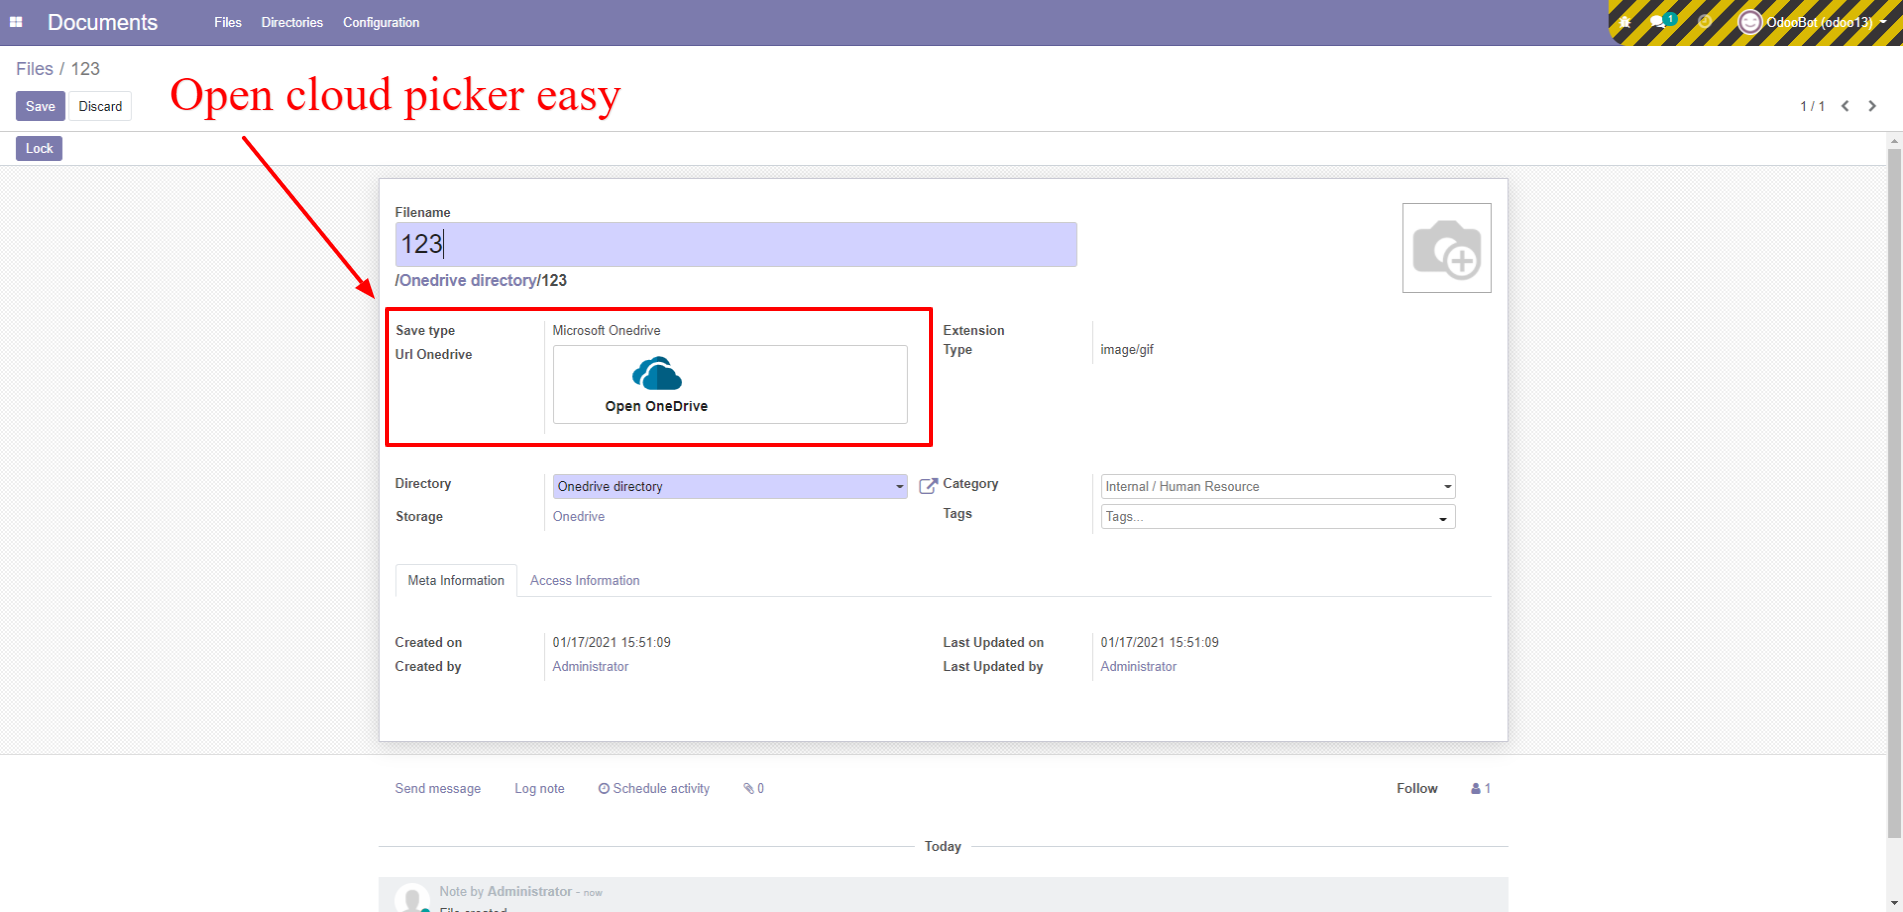 Documents Files Directories Configuration 1 OdooBot (odoo13)
Files / 123
Open cloud picker easy
Save Discard 1 / 1
Lock
Filename
123
/Onedrive directory/123
Save type Microsoft Onedrive Extension
Url Onedrive Type image/gif
Open OneDrive
Directory Onedrive directory Category Internal / Human Resource
Storage Onedrive Tags Tags...
Meta Information Access Information
Created on 01/17/2021 15:51:09 Last Updated on 01/17/2021 15:51:09
Created by Administrator Last Updated by Administrator
Send message Log note Schedule activity 0 Follow 1
Today
Note by Administrator - now
File created